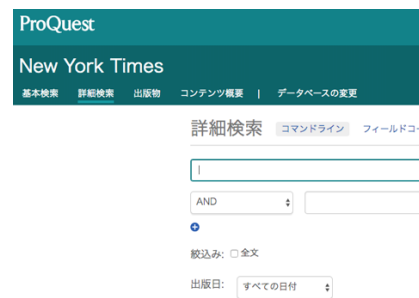 ProQuest
New York Times
基本検索 詳細検索 出版物 コンテンツ概要 | データベースの変更
詳細検索 コマンドライン フィールドコー
AND
絞込み: 全文
出版日: すべての日付